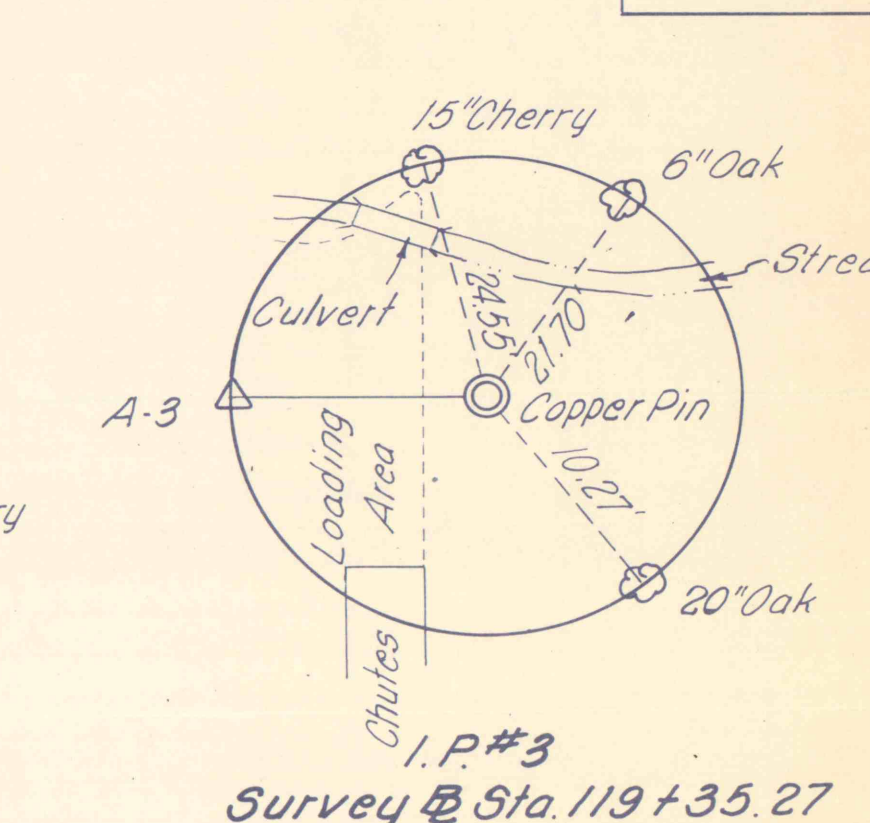 15" Cherry
6" Oak
Culvert
24.55'
21.70
A-3
Copper Pin
Loading
Area
10.27'
20" Oak
Chutes
I.P. #3
Survey BL Sta. 119+35.27